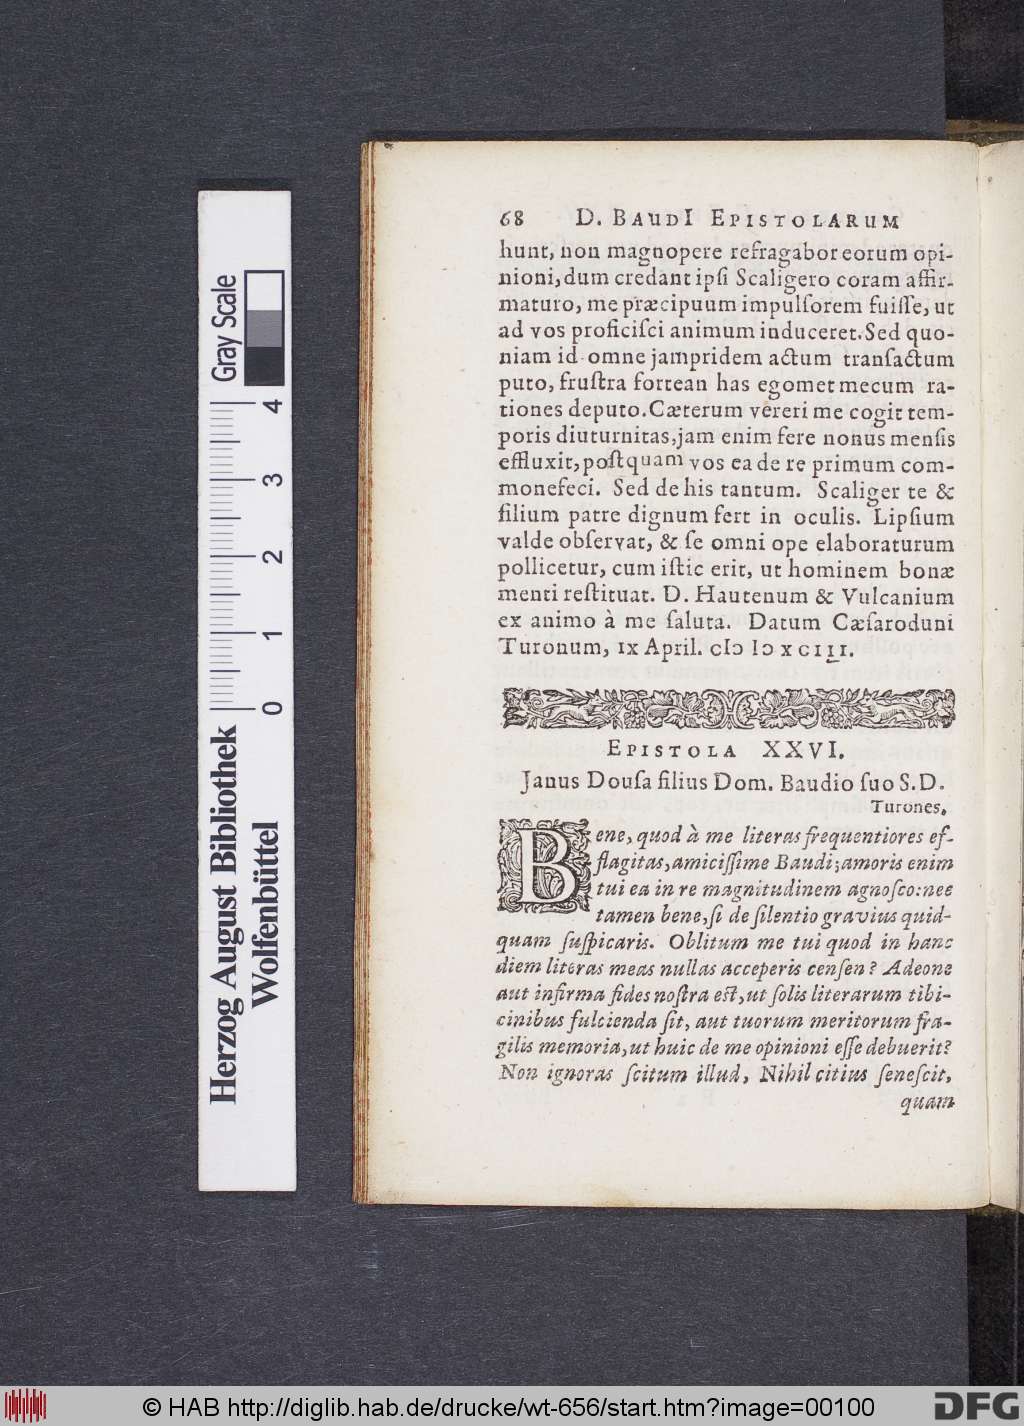 68 D. BAUDI EPISTOLARUM
hunt, non magnopere refragabor eorum opi-
nioni, dum credant ipſi Scaligero coram affir-
maturo, me præcipuum impulſorem fuiſſe, ut
ad vos proficiſci animum induceret. Sed quo-
niam id omne jampridem actum tranſactum
puto, fruſtra fortean has egomet mecum ra-
tiones deputo. Cæterum vereri me cogit tem-
poris diuturnitas, jam enim fere nonus menſis
effluxit, poſtquam vos ea de re primum com-
monefeci. Sed de his tantum. Scaliger te &
filium patre dignum fert in oculis. Lipſium
valde obſervat, & ſe omni ope elaboraturum
pollicetur, cum iſtic erit, ut hominem bonæ
menti reſtituat. D. Hautenum & Vulcanium
ex animo à me ſaluta. Datum Cæſaroduni
Turonum, IX April. cIↄ Iↄ XCIII.
EPISTOLA XXVI.
Janus Douſa filius Dom. Baudio ſuo S.D.
Turones.
Bene, quod à me literas frequentiores ef-
flagitas, amiciſſime Baudi; amoris enim
tui ea in re magnitudinem agnoſco: nee
tamen bene, ſi de ſilentio gravius quid-
quam ſuſpicaris. Oblitum me tui quod in hanc
diem literas meas nullas acceperis cenſen? Adeone
aut infirma fides noſtra eſt, ut ſolis literarum tibi-
cinibus fulcienda ſit, aut tuorum meritorum fra-
gilis memoria, ut huic de me opinioni eſſe debuerit?
Non ignoras ſcitum illud, Nihil citius ſeneſcit,
quam
Gray Scale
0 1 2 3 4
Herzog August Bibliothek
Wolfenbüttel
© HAB http://diglib.hab.de/drucke/wt-656/start.htm?image=00100
DFG